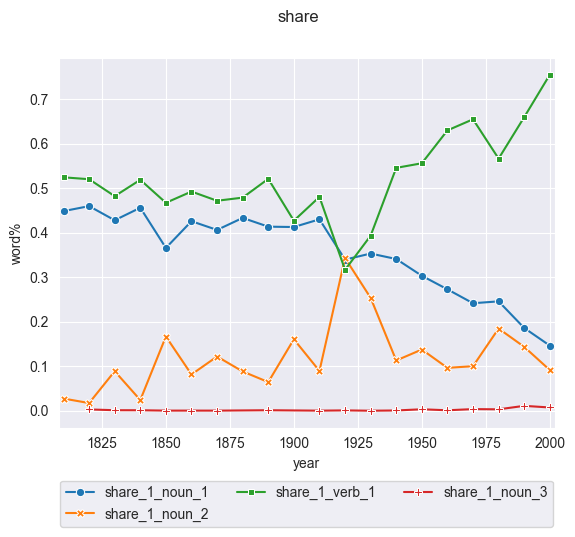 share
0.7
0.6
0.5
0.4
0.3
0.2
0.1
0.0
word%
1825 1850 1875 1900 1925 1950 1975 2000
year
share_1_noun_1 share_1_verb_1 share_1_noun_3
share_1_noun_2